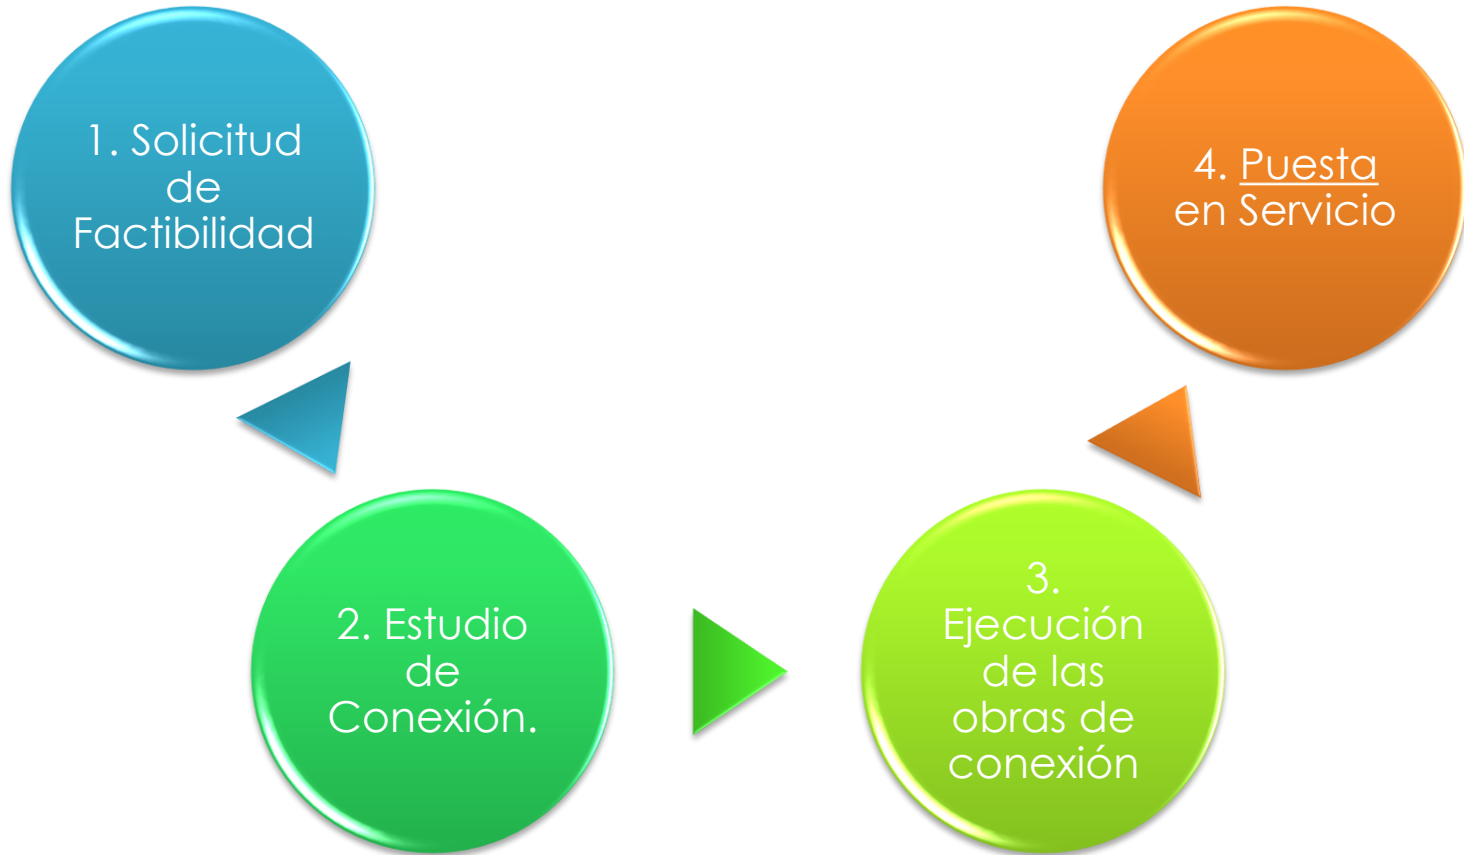 1. Solicitud
de
Factibilidad
2. Estudio
de
Conexión.
3.
Ejecución
de las
obras de
conexión
4. Puesta
en Servicio